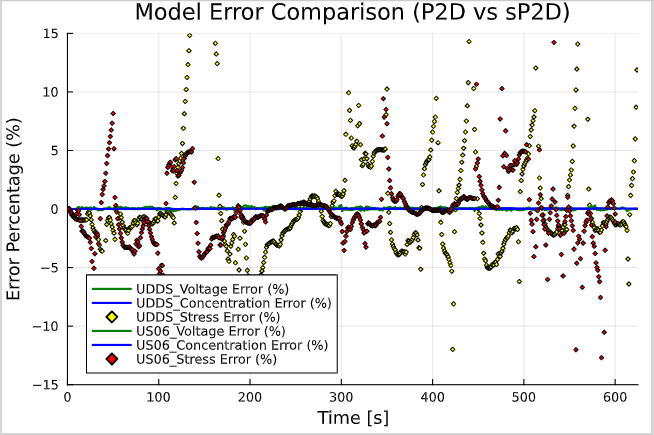 Model Error Comparison (P2D vs sP2D)
Error Percentage (%)
15
10
5
0
−5
−10
−15
UDDS_Voltage Error (%)
UDDS_Concentration Error (%)
UDDS_Stress Error (%)
US06_Voltage Error (%)
US06_Concentration Error (%)
US06_Stress Error (%)
0 100 200 300 400 500 600
Time [s]